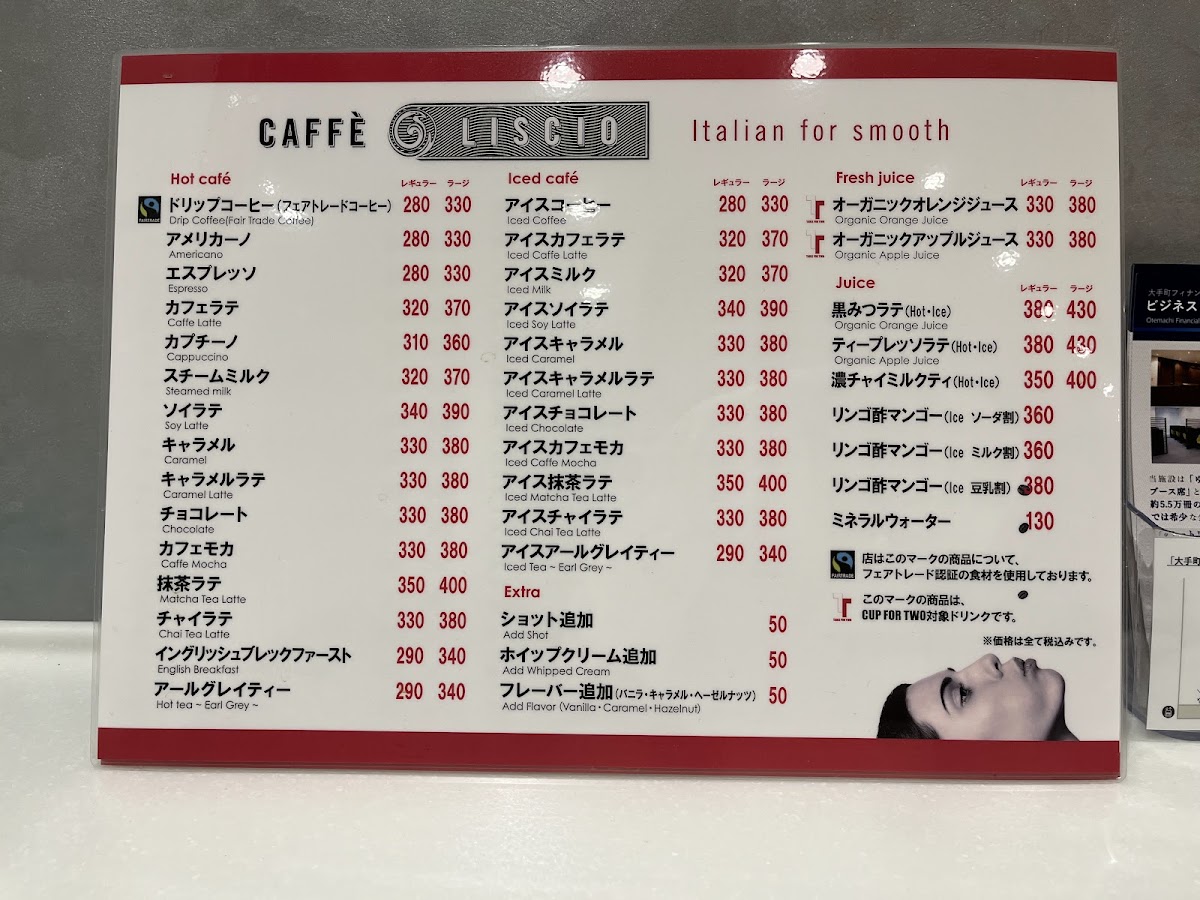 CAFFÈ LISCIO Italian for smooth
Hot café レギュラー ラージ
ドリップコーヒー(フェアトレードコーヒー) 280 330
FAIRTRADE
Drip Coffee(Fair Trade Coffee)
アメリカーノ 280 330
Americano
エスプレッソ 280 330
Espresso
カフェラテ 320 370
Caffe Latte
カプチーノ 310 360
Cappuccino
スチームミルク 320 370
Steamed milk
ソイラテ 340 390
Soy Latte
キャラメル 330 380
Caramel
キャラメルラテ 330 380
Caramel Latte
チョコレート 330 380
Chocolate
カフェモカ 330 380
Caffe Mocha
抹茶ラテ 350 400
Matcha Tea Latte
チャイラテ 330 380
Chai Tea Latte
イングリッシュブレックファースト 290 340
English Breakfast
アールグレイティー 290 340
Hot tea ~ Earl Grey ~
Iced café レギュラー ラージ
アイスコーヒー 280 330
Iced Coffee
アイスカフェラテ 320 370
Iced Caffe Latte
アイスミルク 320 370
Iced Milk
アイスソイラテ 340 390
Iced Soy Latte
アイスキャラメル 330 380
Iced Caramel
アイスキャラメルラテ 330 380
Iced Caramel Latte
アイスチョコレート 330 380
Iced Chocolate
アイスカフェモカ 330 380
Iced Caffe Mocha
アイス抹茶ラテ 350 400
Iced Matcha Tea Latte
アイスチャイラテ 330 380
Iced Chai Tea Latte
アイスアールグレイティー 290 340
Iced Tea ~ Earl Grey ~
Extra
ショット追加 50
Add Shot
ホイップクリーム追加 50
Add Whipped Cream
フレーバー追加(バニラ・キャラメル・ヘーゼルナッツ) 50
Add Flavor (Vanilla・Caramel・Hazelnut)
Fresh juice レギュラー ラージ
オーガニックオレンジジュース 330 380
Organic Orange Juice
オーガニックアップルジュース 330 380
Organic Apple Juice
Juice レギュラー ラージ
黒みつラテ(Hot・Ice) 380 430
Organic Orange Juice
ティープレッソラテ(Hot・Ice) 380 430
Organic Apple Juice
濃チャイミルクティ(Hot・Ice) 350 400
リンゴ酢マンゴー(Ice ソーダ割) 360
リンゴ酢マンゴー(Ice ミルク割) 360
リンゴ酢マンゴー(Ice 豆乳割) 380
ミネラルウォーター 130
FAIRTRADE
店はこのマークの商品について、
フェアトレード認証の食材を使用しております。
このマークの商品は、
CUP FOR TWO対象ドリンクです。
※価格は全て税込みです。
大手町フィナン
ビジネス
Otemachi Financial
当施設は「
ブース席」と
約5.5万冊の
では希少な
「大手町